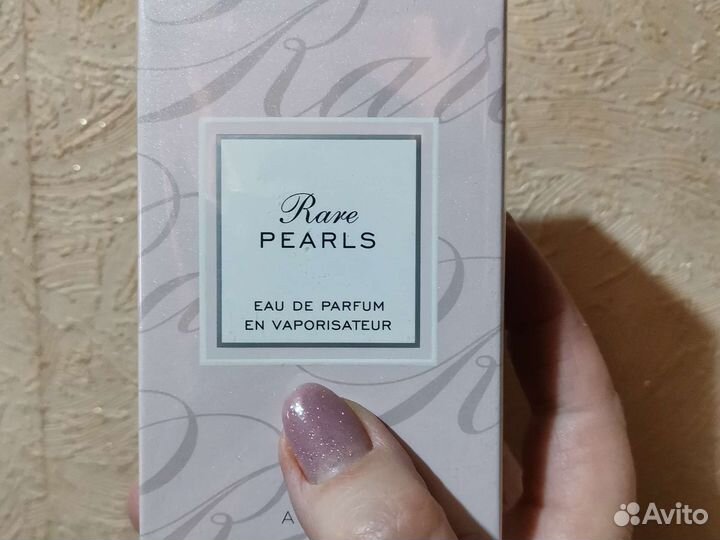 Rare
PEARLS
EAU DE PARFUM
EN VAPORISATEUR
Avito